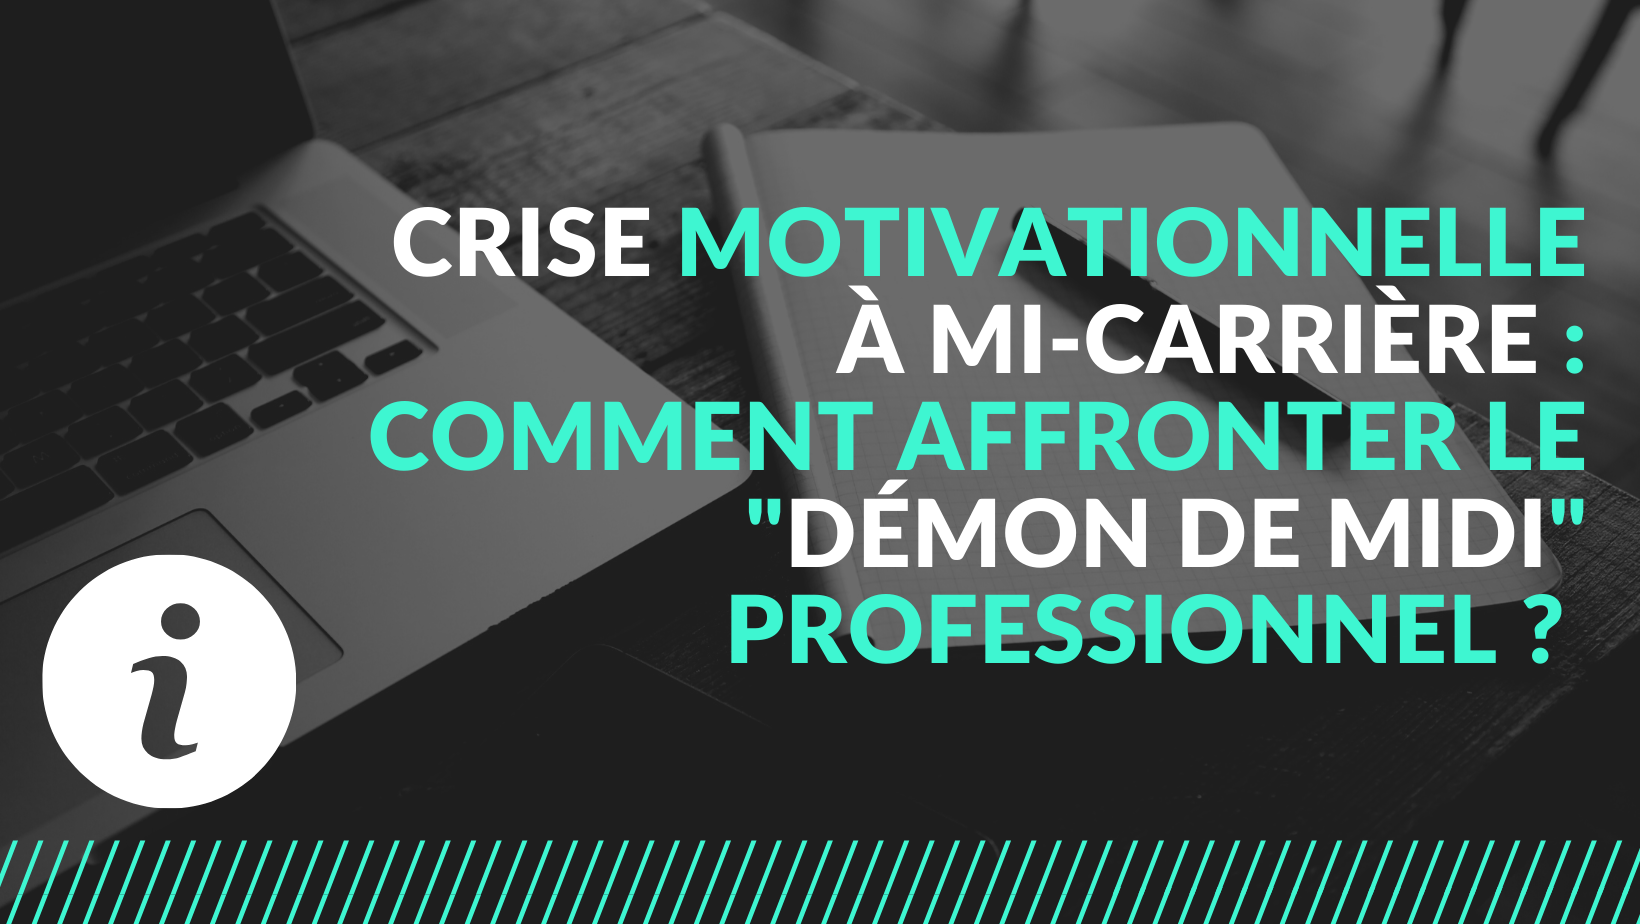 CRISE MOTIVATIONNELLE
À MI-CARRIÈRE :
COMMENT AFFRONTER LE
"DÉMON DE MIDI"
PROFESSIONNEL ?
i